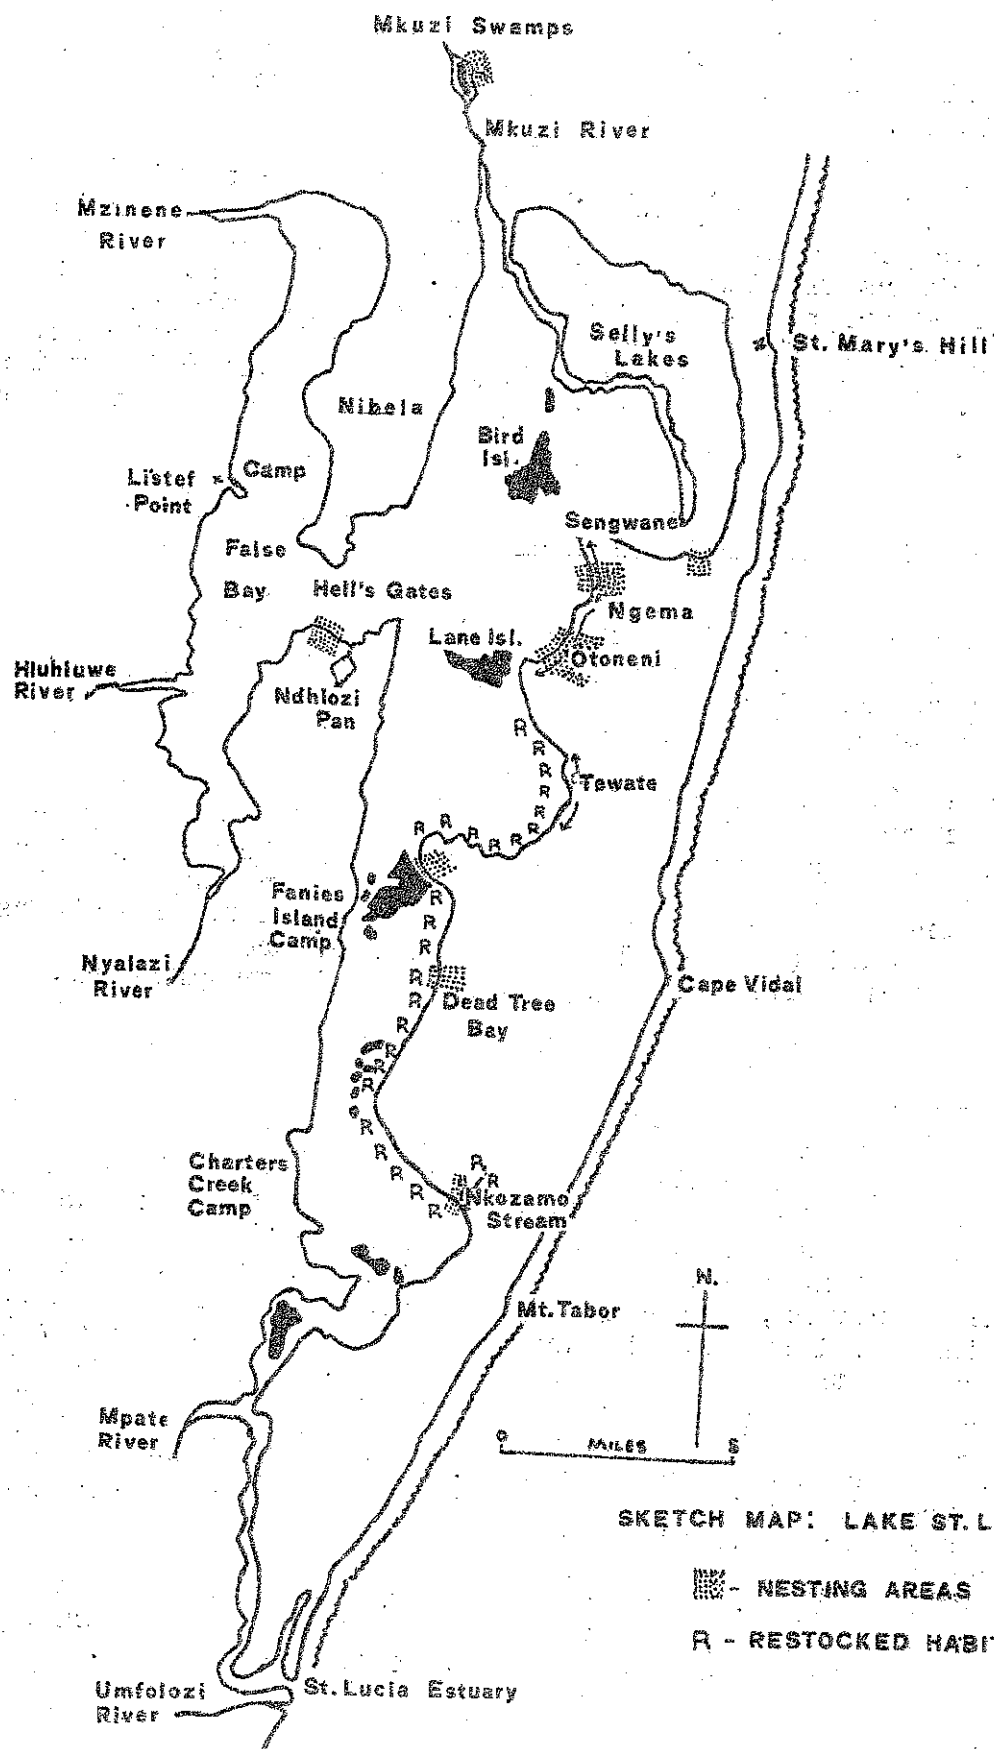 Mkuzi Swamps
Mkuzi River
Mzinene
River
St. Mary's Hill
Selly's
Lakes
Nibela
Bird
Isl.
Listef
Point
Camp
Sengwane
False
Bay
Hell's Gates
Ngema
Lane Isl.
Otoneni
Hluhluwe
River
Ndhlozi
Pan
R
R
R
Tewate
R
R
R
R
R
R
R
R
Fanies
Island
Camp
R
R
R
Nyalazi
River
R
Cape Vidal
R
Dead Tree
Bay
R
R
R
R
R
R
R
R
R
R
R
Charters
Creek
Camp
Nkozamo
Stream
N.
Mt. Tabor
Mpate
River
0 MILES 5
SKETCH MAP: LAKE ST. L
- NESTING AREAS
R - RESTOCKED HABI
Umfolozi
River
St. Lucia Estuary